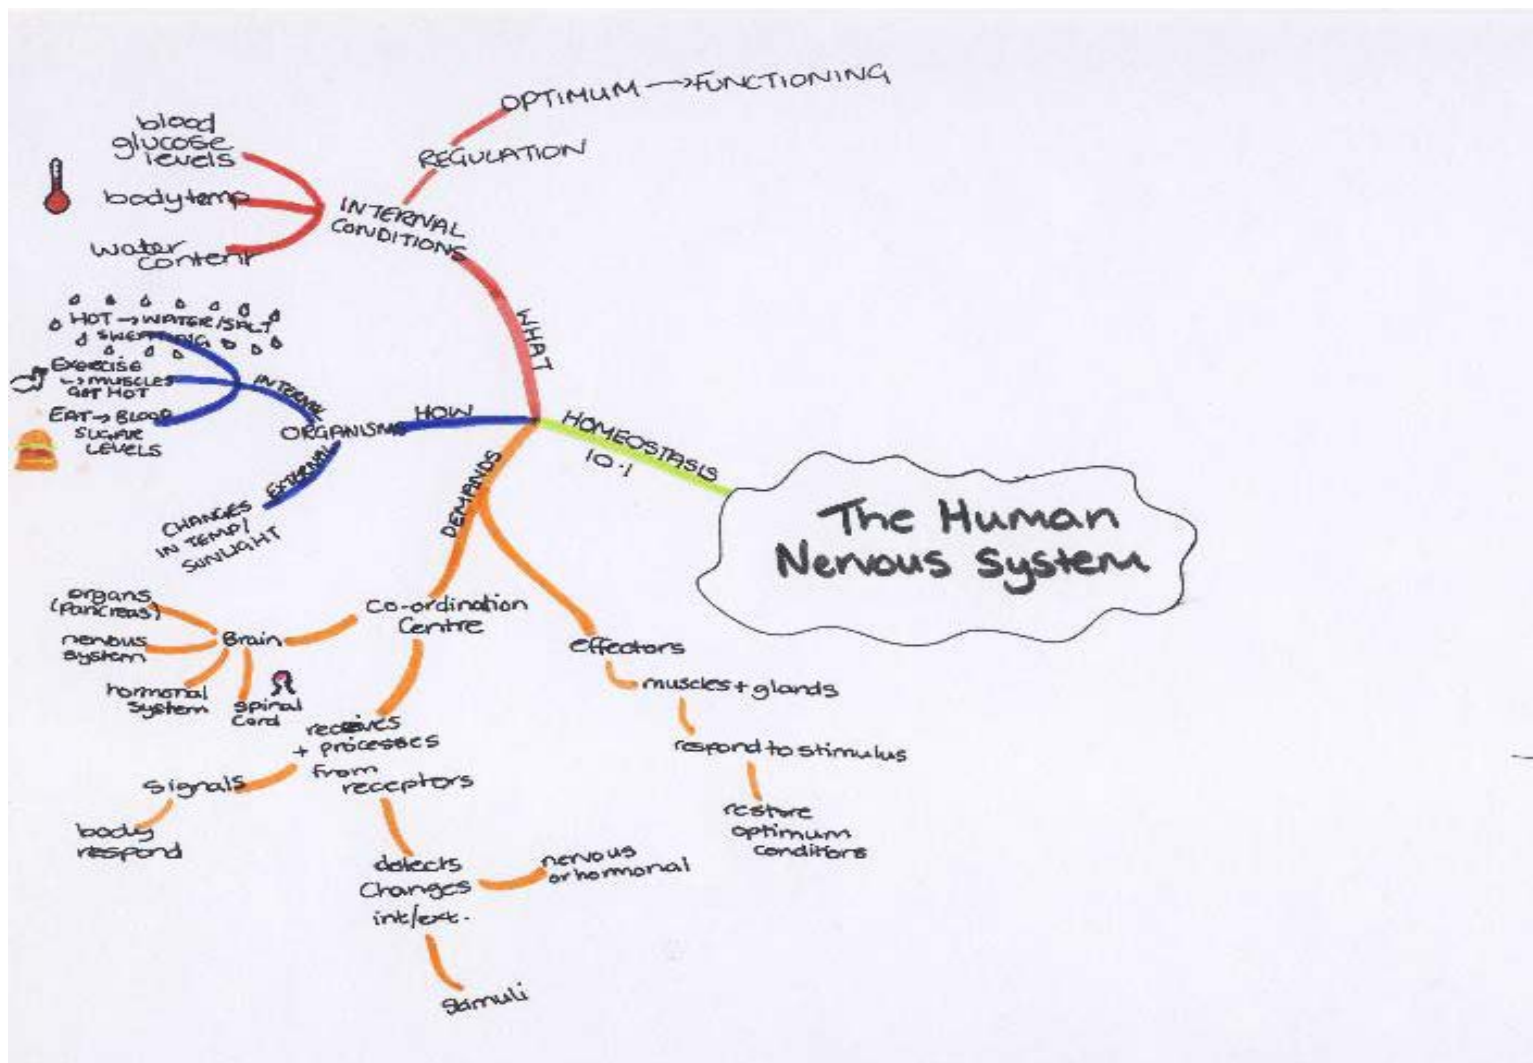 The Human
Nervous System
HOMEOSTASIS
10.1
WHAT
INTERNAL
CONDITIONS
REGULATION
OPTIMUM → FUNCTIONING
blood
glucose
levels
body temp
water
content
HOW
ORGANISMS
INTERNAL
HOT → WATER/SALT
SWEATING
Exercise
↳ MUSCLES
GET HOT
EAT → BLOOD
SUGAR
LEVELS
EXTERNAL
CHANGES
IN TEMP/
SUNLIGHT
DEMANDS
Co-ordination
Centre
Brain
organs
(pancreas)
nervous
system
hormonal
system
spinal
Cord
receives
+ processes
from
receptors
signals
body
respond
detects
Changes
int/ext.
nervous
or hormonal
stimuli
effectors
muscles + glands
respond to stimulus
restore
optimum
conditions